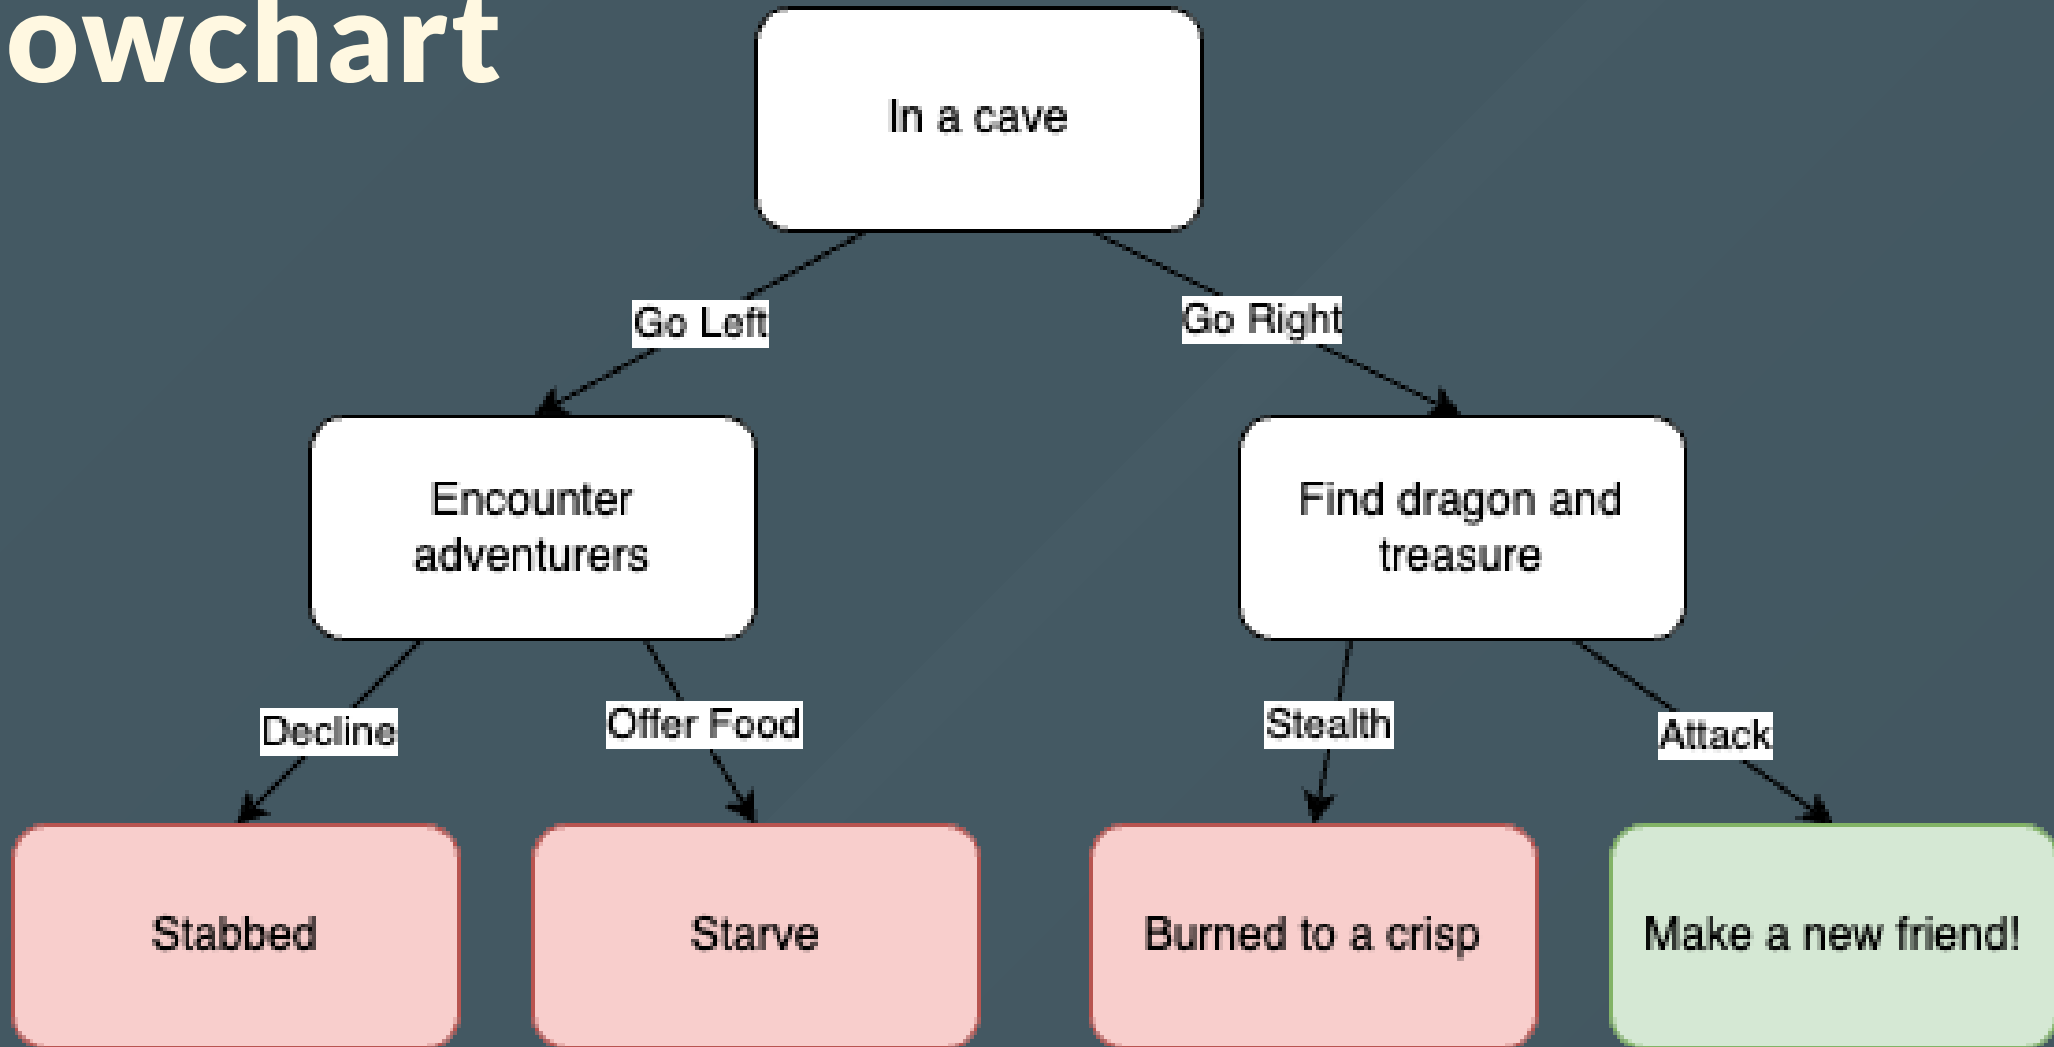 owchart
In a cave
Go Left
Go Right
Encounter
adventurers
Find dragon and
treasure
Decline
Offer Food
Stealth
Attack
Stabbed
Starve
Burned to a crisp
Make a new friend!